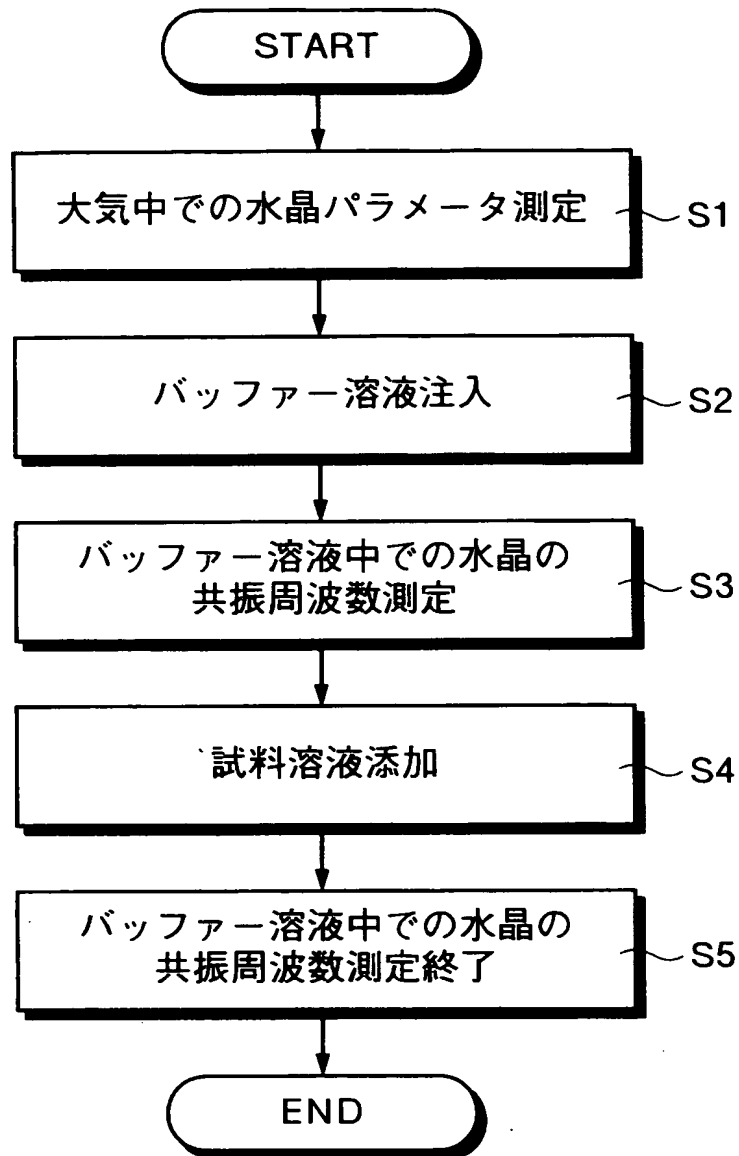 START
大気中での水晶パラメータ測定
S1
バッファー溶液注入
S2
バッファー溶液中での水晶の
共振周波数測定
S3
試料溶液添加
S4
バッファー溶液中での水晶の
共振周波数測定終了
S5
END